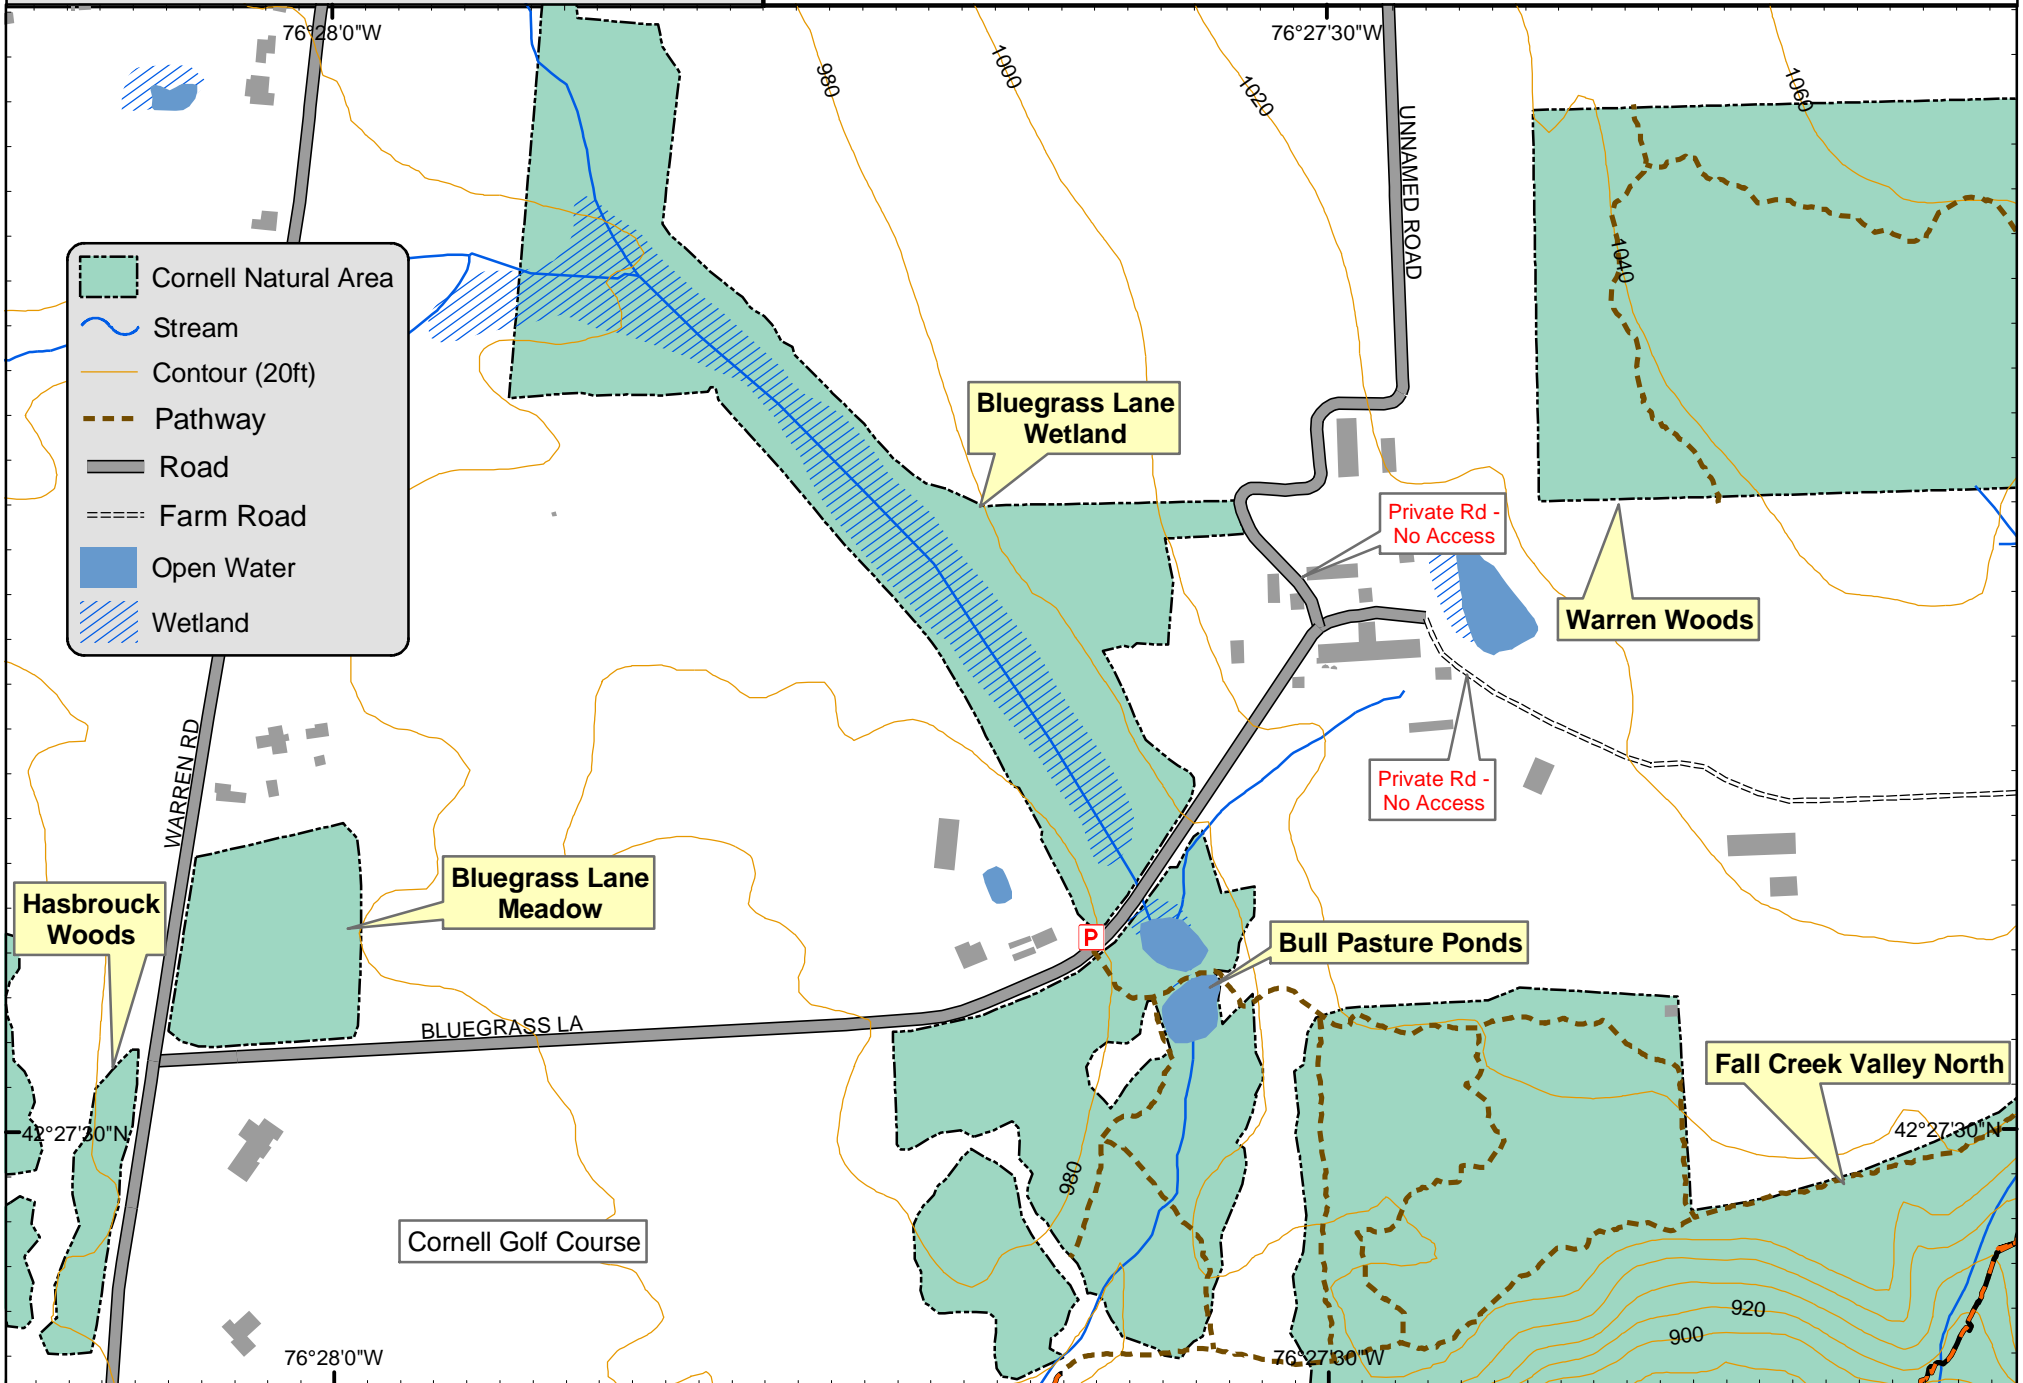 76°28'0"W
76°27'30"W
980
1000
1020
1060
UNNAMED ROAD
1040
Cornell Natural Area
Stream
Contour (20ft)
Pathway
Road
Farm Road
Open Water
Wetland
Bluegrass Lane
Wetland
Private Rd -
No Access
Warren Woods
WARREN RD
Private Rd -
No Access
Hasbrouck
Woods
Bluegrass Lane
Meadow
P
Bull Pasture Ponds
BLUEGRASS LA
Fall Creek Valley North
42°27'30"N
42°27'30"N
980
Cornell Golf Course
920
900
76°28'0"W
76°27'30"W